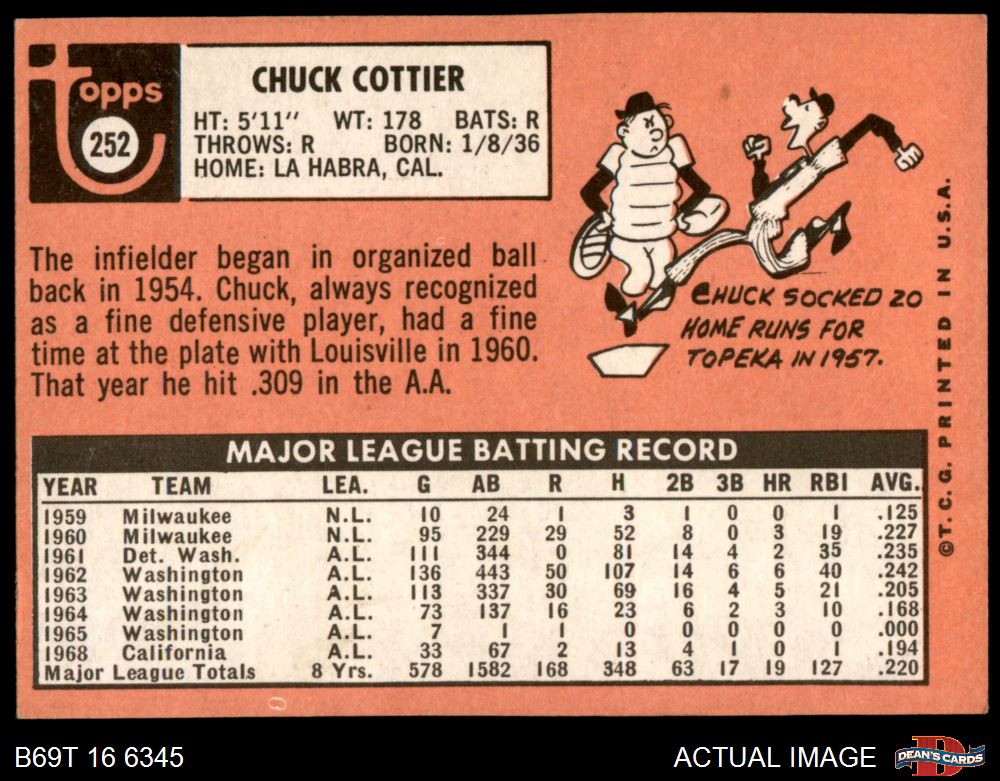 topps
252
CHUCK COTTIER
HT: 5'11" WT: 178 BATS: R
THROWS: R BORN: 1/8/36
HOME: LA HABRA, CAL.
The infielder began in organized ball
back in 1954. Chuck, always recognized
as a fine defensive player, had a fine
time at the plate with Louisville in 1960.
That year he hit .309 in the A.A.
CHUCK SOCKED 20
HOME RUNS FOR
TOPEKA IN 1957.
©T.C.G. PRINTED IN U.S.A.
MAJOR LEAGUE BATTING RECORD
YEAR TEAM LEA. G AB R H 2B 3B HR RBI AVG.
1959 Milwaukee N.L. 10 24 1 3 1 0 0 1 .125
1960 Milwaukee N.L. 95 229 29 52 8 0 3 19 .227
1961 Det. Wash. A.L. 111 344 0 81 14 4 2 35 .235
1962 Washington A.L. 136 443 50 107 14 6 6 40 .242
1963 Washington A.L. 113 337 30 69 16 4 5 21 .205
1964 Washington A.L. 73 137 16 23 6 2 3 10 .168
1965 Washington A.L. 7 1 1 0 0 0 0 0 .000
1968 California A.L. 33 67 2 13 4 1 0 1 .194
Major League Totals 8 Yrs. 578 1582 168 348 63 17 19 127 .220
B69T 16 6345
ACTUAL IMAGE
DEAN'S CARDS